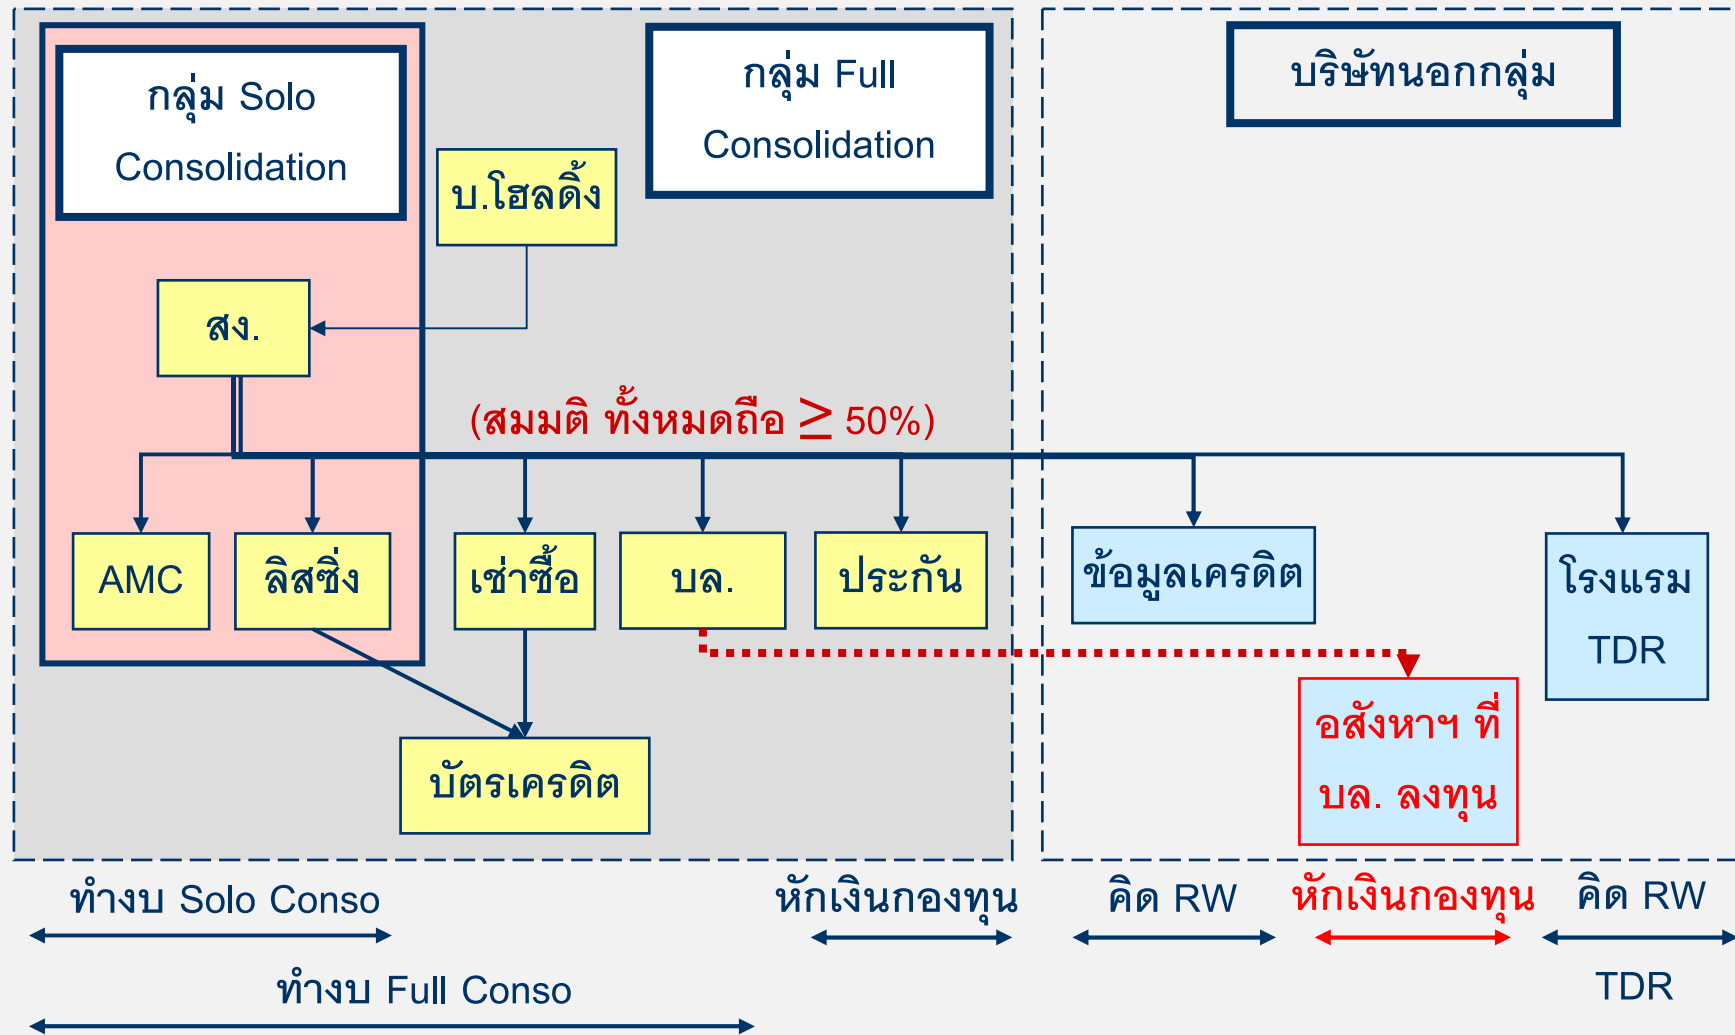 กลุ่ม Solo
Consolidation
กลุ่ม Full
Consolidation
บริษัทนอกกลุ่ม
บ.โฮลดิ้ง
สง.
(สมมติ ทั้งหมดถือ ≥ 50%)
AMC
ลิสซิ่ง
เช่าซื้อ
บล.
ประกัน
ข้อมูลเครดิต
โรงแรม
TDR
อสังหาฯ ที่
บล. ลงทุน
บัตรเครดิต
ทำงบ Solo Conso
หักเงินกองทุน
คิด RW
หักเงินกองทุน
คิด RW
TDR
ทำงบ Full Conso